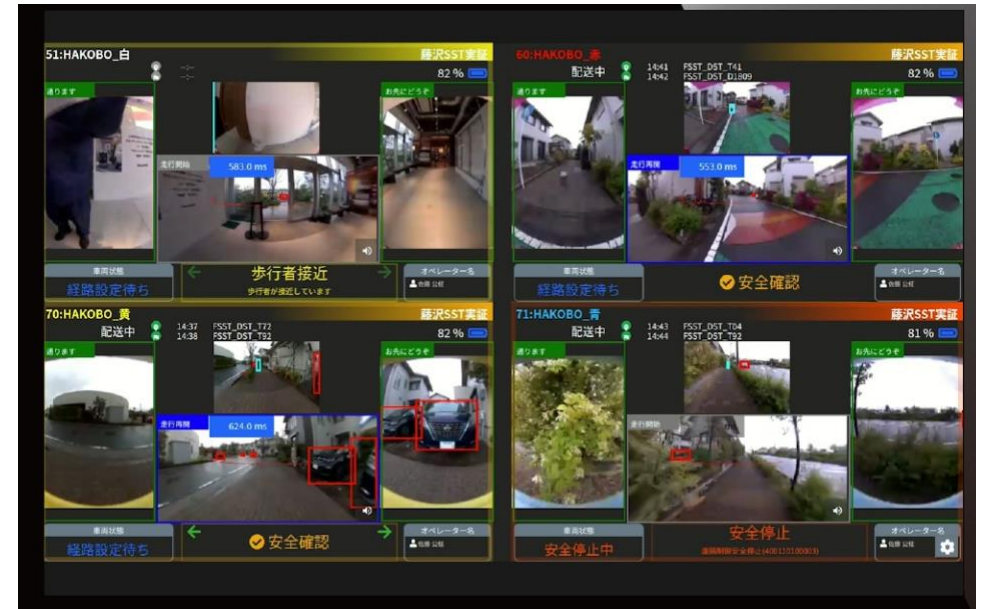 51:HAKOBO_白
藤沢SST実証
--:--
--:--
82 %
通ります
お先にどうぞ
走行開始
583.0 ms
車両状態
経路設定待ち
歩行者接近
歩行者が接近しています
オペレーター名
60:HAKOBO_赤
藤沢SST実証
配送中
14:41 FSST_DST_T41
14:42 FSST_DST_D1809
82 %
通ります
お先にどうぞ
走行再開
553.0 ms
車両状態
経路設定待ち
安全確認
オペレーター名
70:HAKOBO_黄
藤沢SST実証
配送中
14:37 FSST_DST_T72
14:38 FSST_DST_T92
82 %
通ります
お先にどうぞ
走行再開
624.0 ms
車両状態
経路設定待ち
安全確認
オペレーター名
71:HAKOBO_青
藤沢SST実証
配送中
14:43 FSST_DST_T04
14:44 FSST_DST_T92
81 %
通ります
お先にどうぞ
走行開始
車両状態
安全停止中
安全停止
オペレーター名